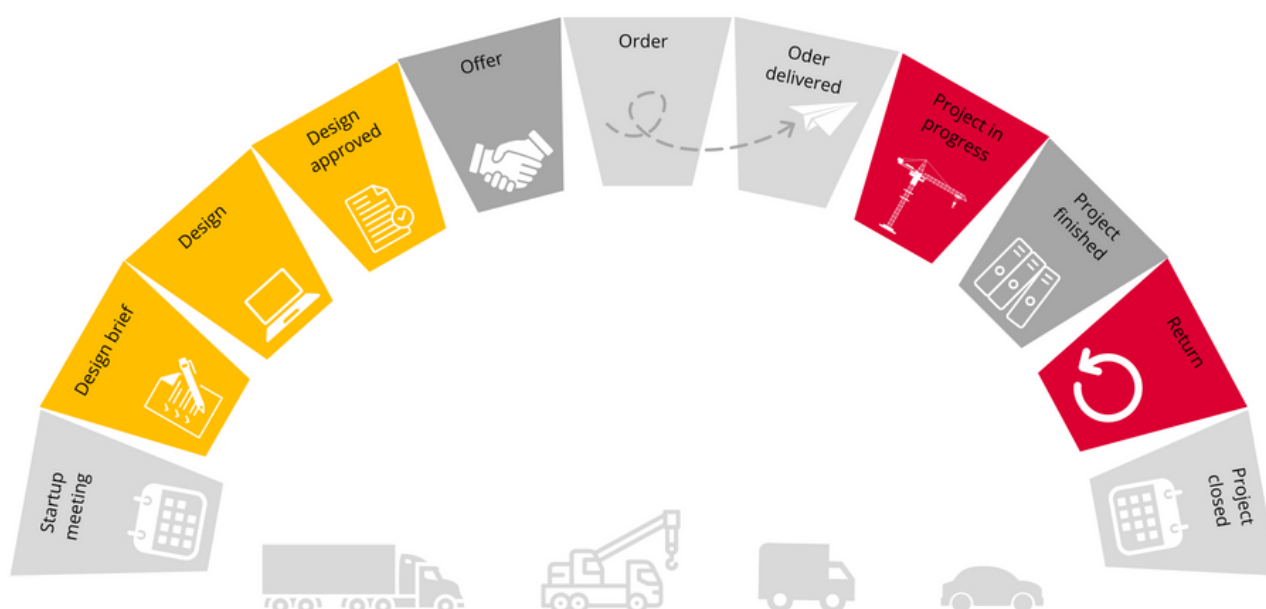 Startup
meeting
Design brief
Design
Design
approved
Offer
Order
Oder
delivered
Project in
progress
Project
finished
Return
Project
closed